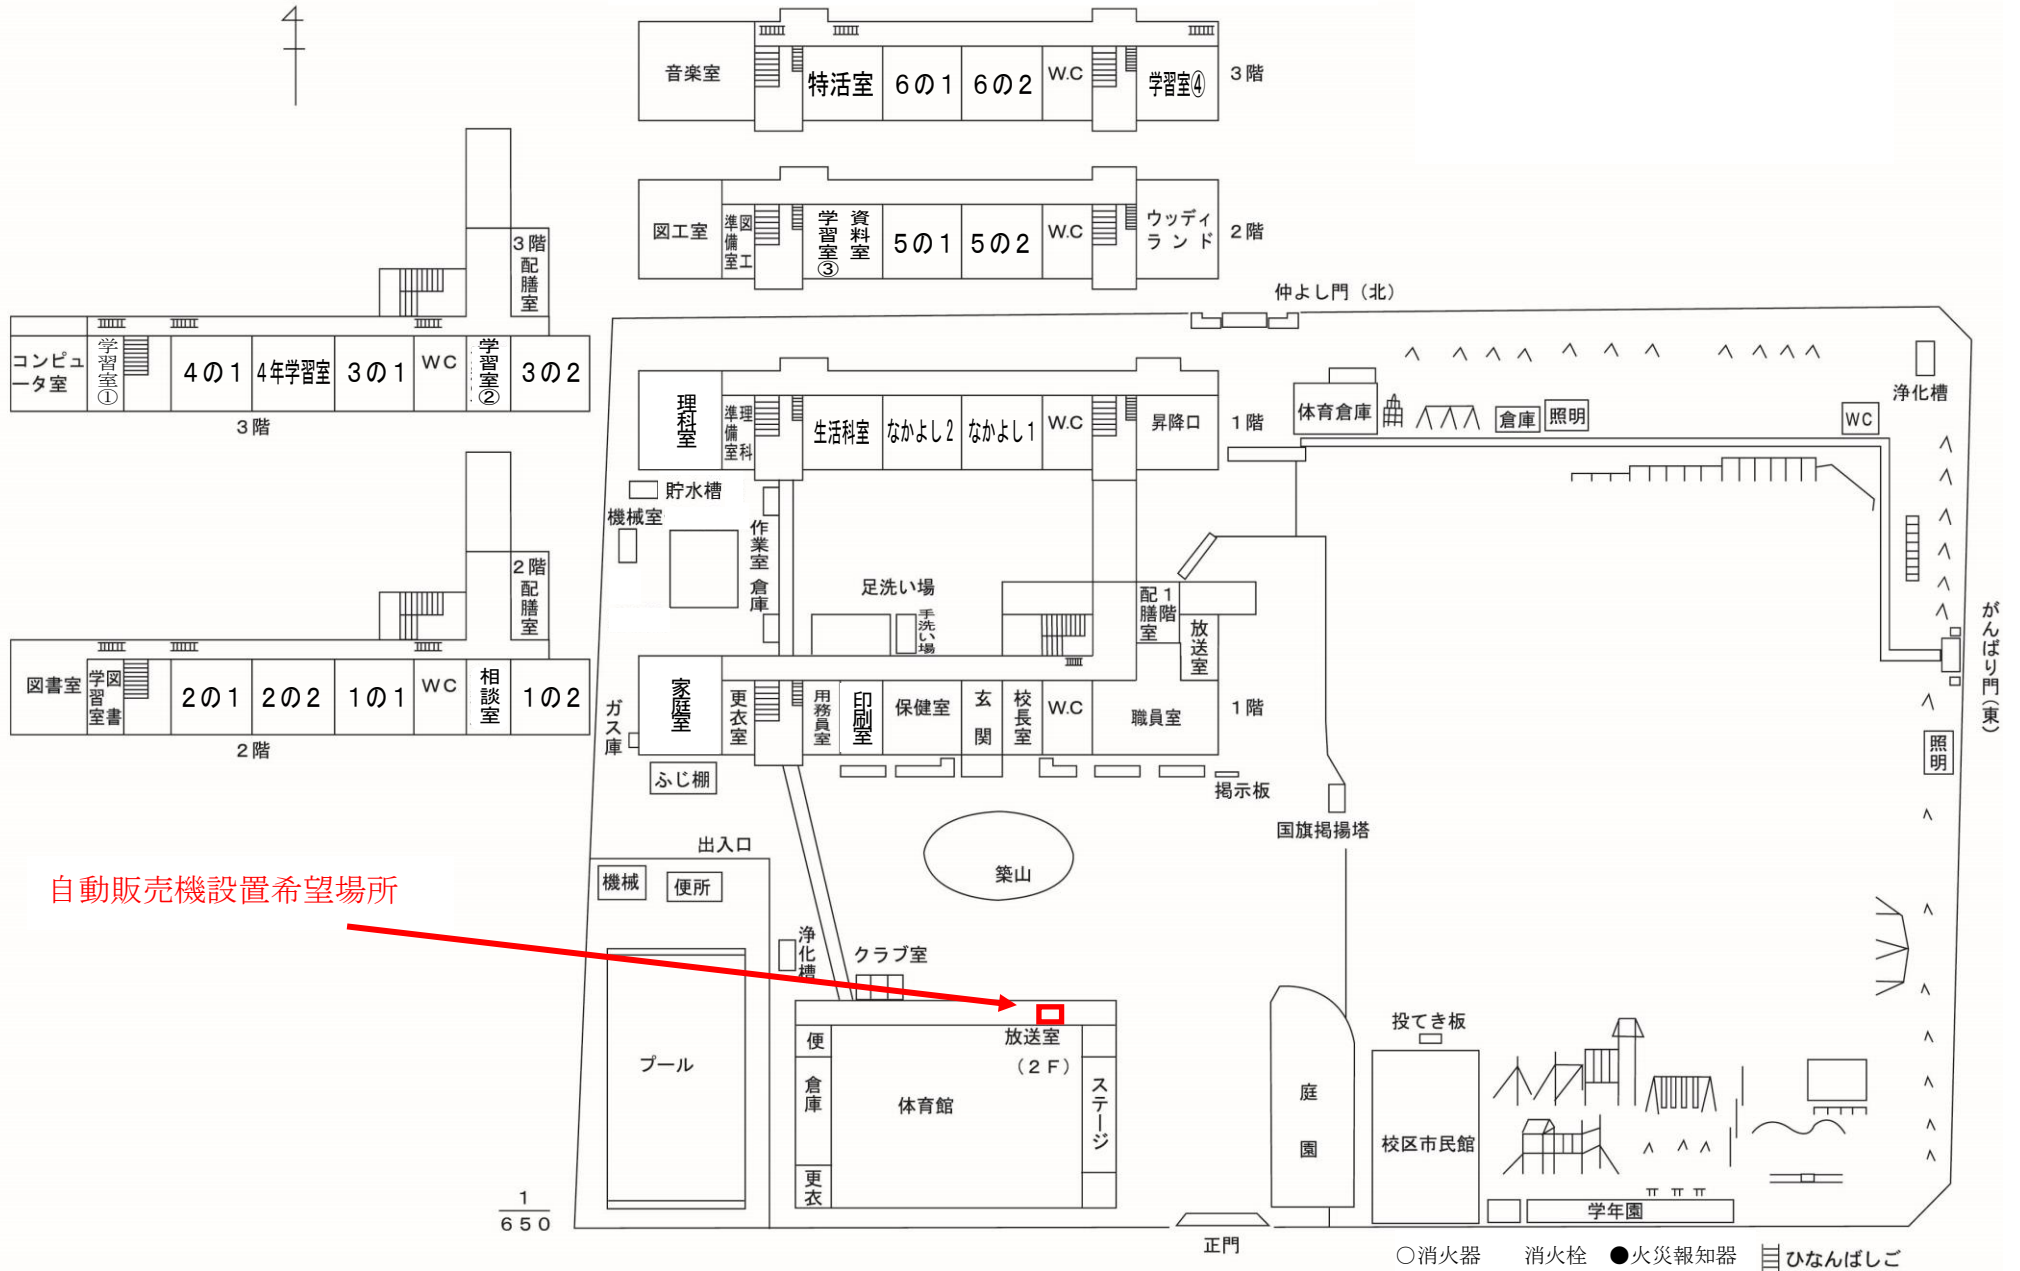 音楽室
特活室
6の1
6の2
W.C
学習室④
3階
図工室
図工準備室
学習室③
資料室
5の1
5の2
W.C
ウッディランド
2階
3階配膳室
コンピュータ室
学習室①
4の1
4年学習室
3の1
WC
学習室②
3の2
3階
仲よし門（北）
理科室
理科準備室
生活科室
なかよし2
なかよし1
W.C
昇降口
1階
体育倉庫
倉庫
照明
WC
浄化槽
貯水槽
機械室
作業室
倉庫
足洗い場
手洗い場
1階配膳室
放送室
2階配膳室
図書室
図書学習室
2の1
2の2
1の1
WC
相談室
1の2
2階
ガス庫
家庭室
更衣室
用務員室
印刷室
保健室
玄関
校長室
W.C
職員室
1階
がんばり門（東）
照明
ふじ棚
掲示板
国旗掲揚塔
出入口
機械
便所
築山
自動販売機設置希望場所
浄化槽
クラブ室
プール
便
倉庫
更衣
放送室
（2F）
体育館
ステージ
庭園
投てき板
校区市民館
学年園
1
650
正門
○消火器
消火栓
●火災報知器
ひなんばしご